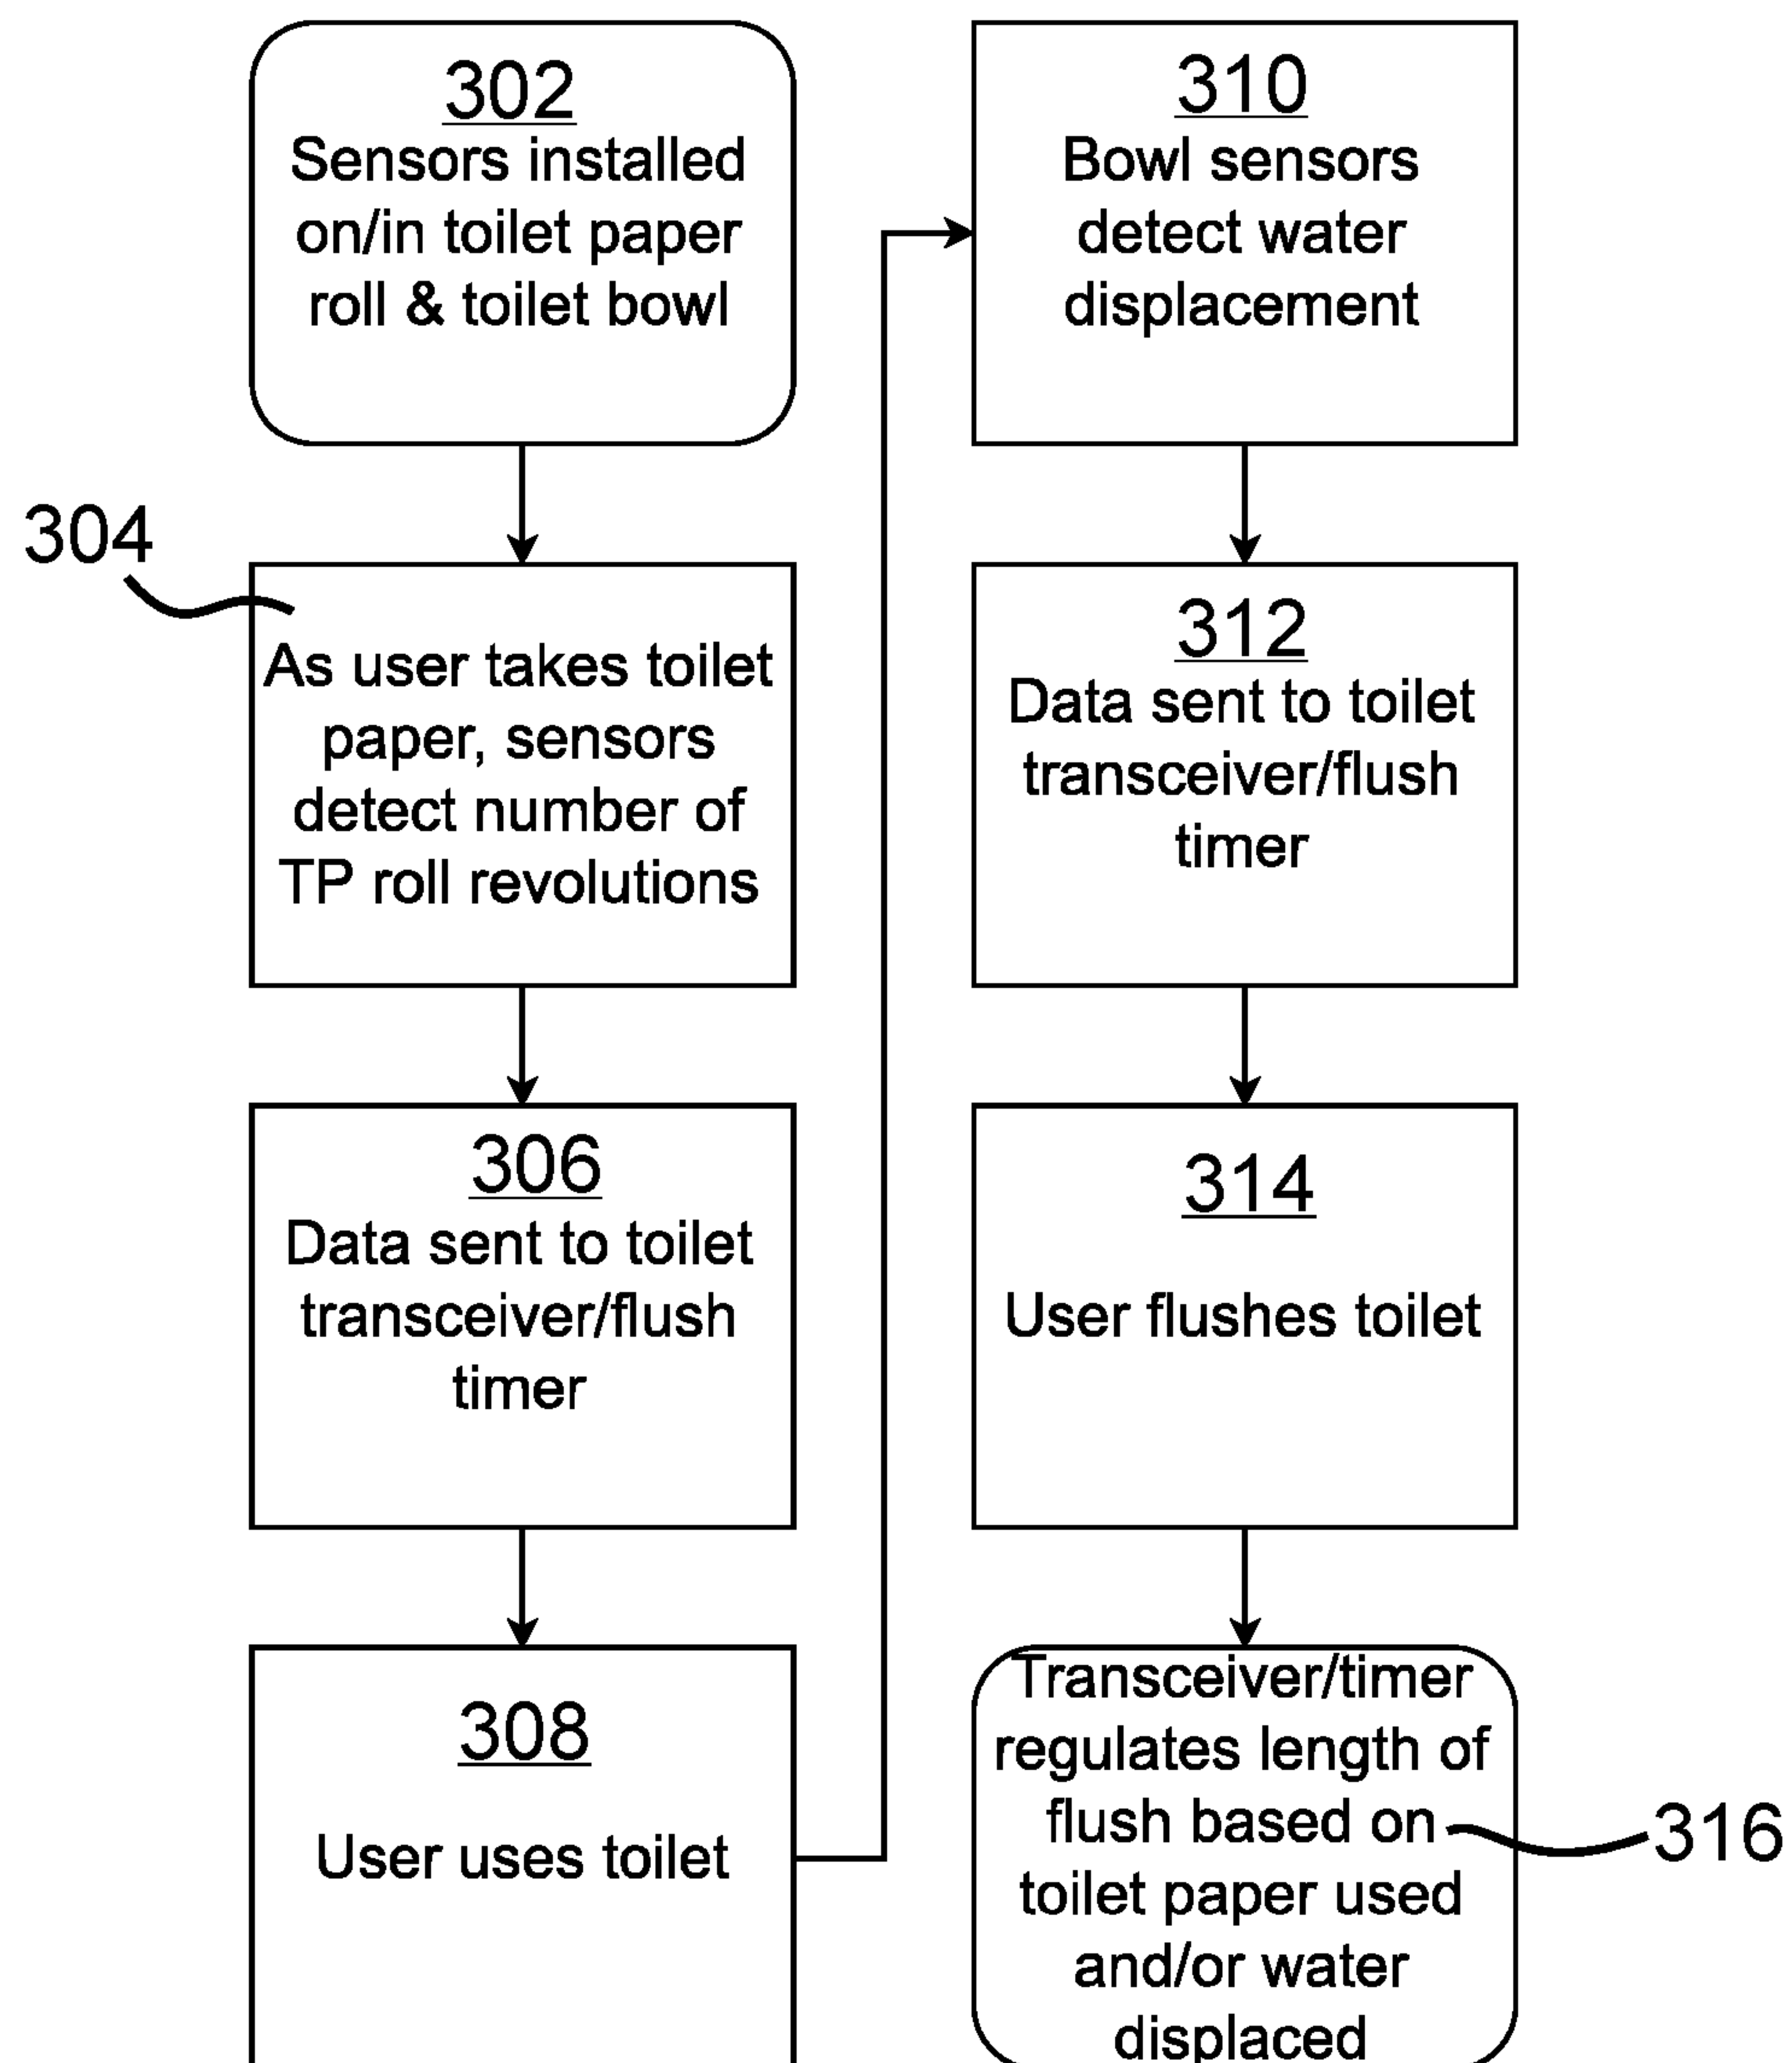 302
Sensors installed
on/in toilet paper
roll & toilet bowl
304
As user takes toilet
paper, sensors
detect number of
TP roll revolutions
306
Data sent to toilet
transceiver/flush
timer
308
User uses toilet
310
Bowl sensors
detect water
displacement
312
Data sent to toilet
transceiver/flush
timer
314
User flushes toilet
Transceiver/timer
regulates length of
flush based on
toilet paper used
and/or water
displaced
316